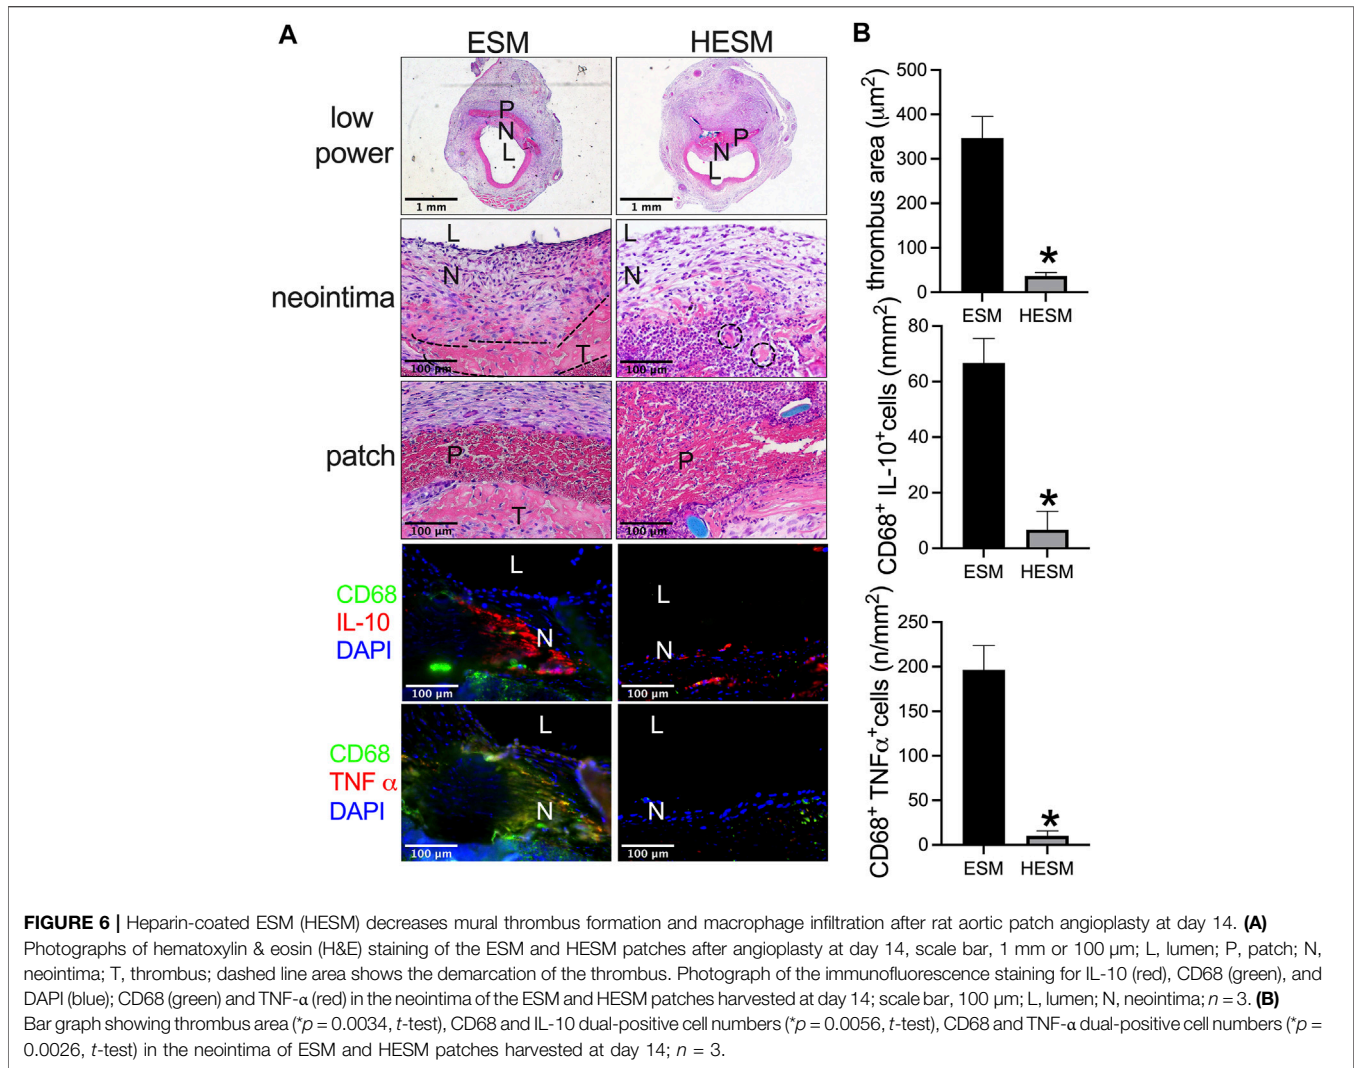 A
ESM
HESM
low
power
P
N
L
1 mm
P
N
L
1 mm
neointima
L
N
T
100 µm
L
N
100 µm
patch
P
T
100 µm
P
100 µm
CD68
IL-10
DAPI
L
N
100 µm
L
N
100 µm
CD68
TNF α
DAPI
L
N
100 µm
L
N
100 µm
B
thrombus area (µm²)
500
400
300
200
100
0
*
ESM
HESM
CD68⁺ IL-10⁺cells (nmm²)
80
60
40
20
0
*
ESM
HESM
CD68⁺ TNFα⁺cells (n/mm²)
250
200
150
100
50
0
*
ESM
HESM
FIGURE 6 | Heparin-coated ESM (HESM) decreases mural thrombus formation and macrophage infiltration after rat aortic patch angioplasty at day 14. (A)
Photographs of hematoxylin & eosin (H&E) staining of the ESM and HESM patches after angioplasty at day 14, scale bar, 1 mm or 100 µm; L, lumen; P, patch; N,
neointima; T, thrombus; dashed line area shows the demarcation of the thrombus. Photograph of the immunofluorescence staining for IL-10 (red), CD68 (green), and
DAPI (blue); CD68 (green) and TNF-α (red) in the neointima of the ESM and HESM patches harvested at day 14; scale bar, 100 µm; L, lumen; N, neointima; n = 3. (B)
Bar graph showing thrombus area (*p = 0.0034, t-test), CD68 and IL-10 dual-positive cell numbers (*p = 0.0056, t-test), CD68 and TNF-α dual-positive cell numbers (*p =
0.0026, t-test) in the neointima of ESM and HESM patches harvested at day 14; n = 3.